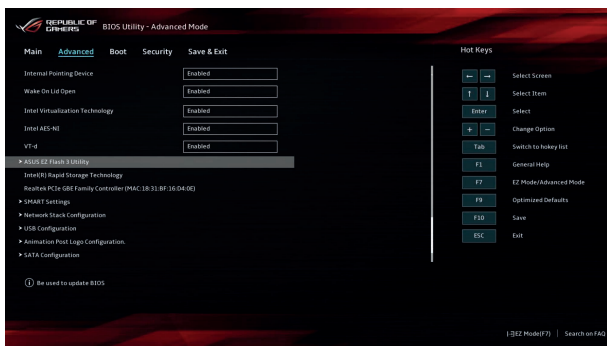 REPUBLIC OF GAMERS BIOS Utility - Advanced Mode
Main Advanced Boot Security Save & Exit
Hot Keys
Internal Pointing Device Enabled
Wake On Lid Open Enabled
Intel Virtualization Technology Enabled
Intel AES-NI Enabled
VT-d Enabled
> ASUS EZ Flash 3 Utility
Intel(R) Rapid Storage Technology
Realtek PCIe GBE Family Controller (MAC:18:31:BF:16:D4:0E)
> SMART Settings
> Network Stack Configuration
> USB Configuration
> Animation Post Logo Configuration.
> SATA Configuration
i Be used to update BIOS
← → Select Screen
↑ ↓ Select Item
Enter Select
+ - Change Option
Tab Switch to hokey list
F1 General Help
F7 EZ Mode/Advanced Mode
F9 Optimized Defaults
F10 Save
ESC Exit
EZ Mode(F7) | Search on FAQ